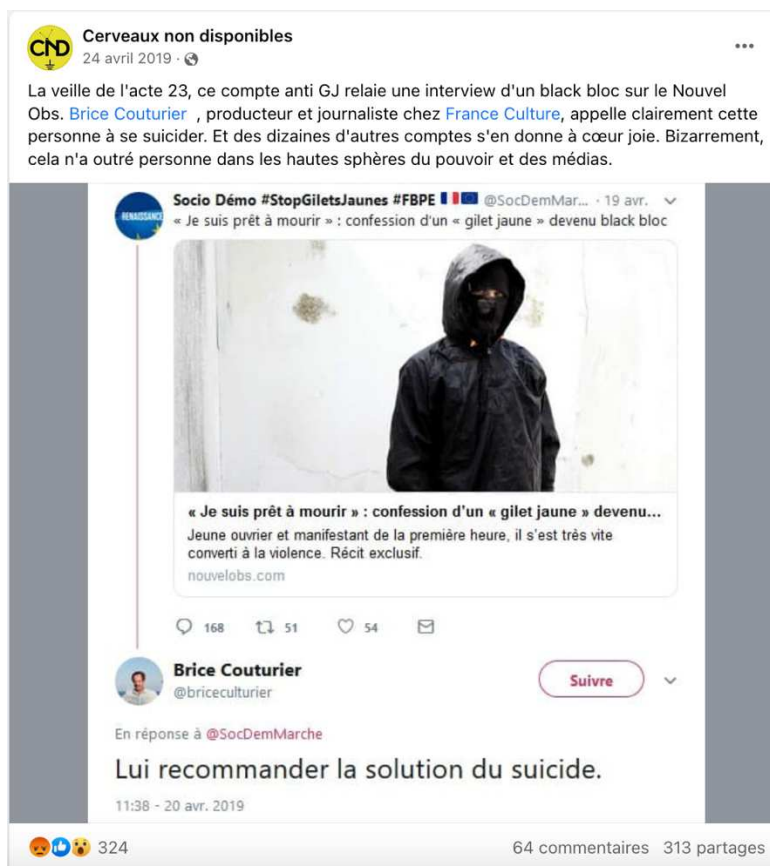 CND
Cerveaux non disponibles
24 avril 2019 ·
La veille de l'acte 23, ce compte anti GJ relaie une interview d'un black bloc sur le Nouvel
Obs. Brice Couturier , producteur et journaliste chez France Culture, appelle clairement cette
personne à se suicider. Et des dizaines d'autres comptes s'en donne à cœur joie. Bizarrement,
cela n'a outré personne dans les hautes sphères du pouvoir et des médias.
RENAISSANCE
Socio Démo #StopGiletsJaunes #FBPE 🇫🇷🇪🇺 @SocDemMar... · 19 avr.
« Je suis prêt à mourir » : confession d'un « gilet jaune » devenu black bloc
« Je suis prêt à mourir » : confession d'un « gilet jaune » devenu...
Jeune ouvrier et manifestant de la première heure, il s'est très vite
converti à la violence. Récit exclusif.
nouvelobs.com
168 51 54
Brice Couturier
@briceculturier
Suivre
En réponse à @SocDemMarche
Lui recommander la solution du suicide.
11:38 - 20 avr. 2019
324
64 commentaires 313 partages